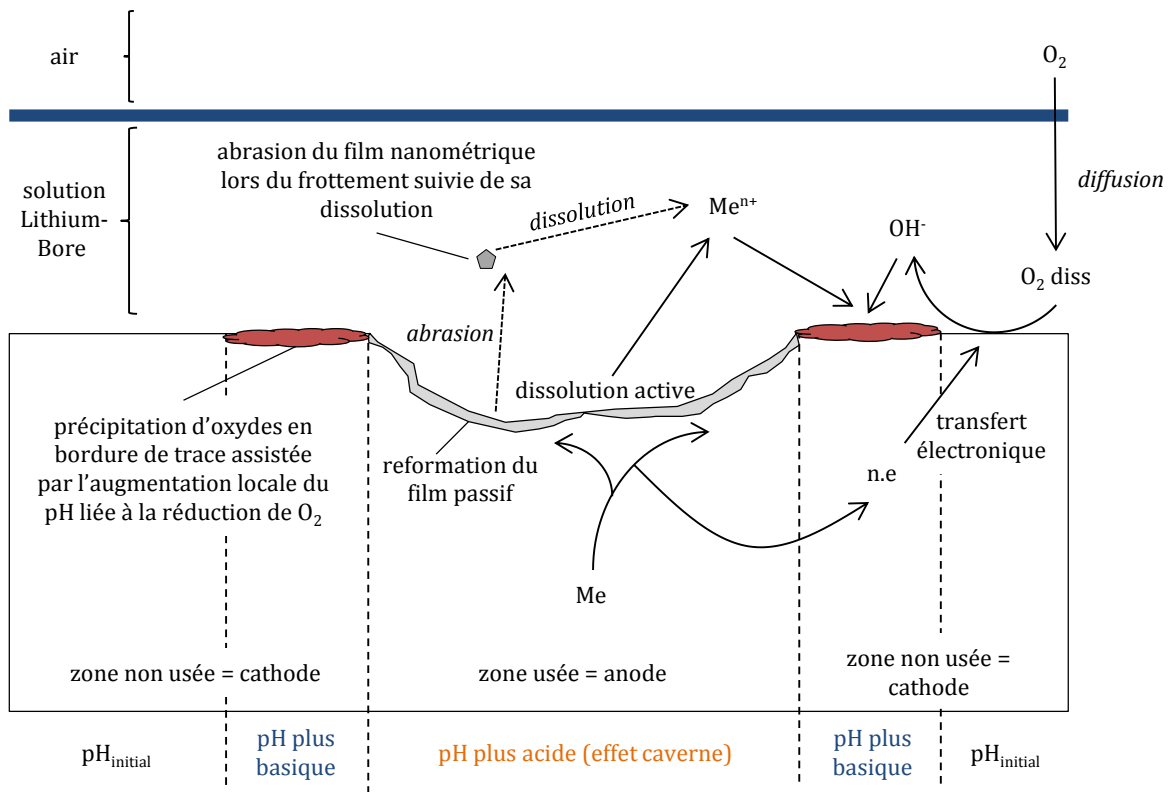 air
O₂
solution
Lithium-
Bore
abrasion du film nanométrique
lors du frottement suivie de sa
dissolution
dissolution
Meⁿ⁺
OH⁻
diffusion
O₂ diss
abrasion
dissolution active
précipitation d'oxydes en
bordure de trace assistée
par l'augmentation locale du
pH liée à la réduction de O₂
reformation du
film passif
transfert
électronique
n.e
Me
zone non usée = cathode
zone usée = anode
zone non usée =
cathode
pHinitial
pH plus
basique
pH plus acide (effet caverne)
pH plus
basique
pHinitial